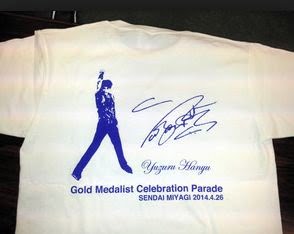 Yuzuru Hanyu
Gold Medalist Celebration Parade
SENDAI MIYAGI 2014.4.26